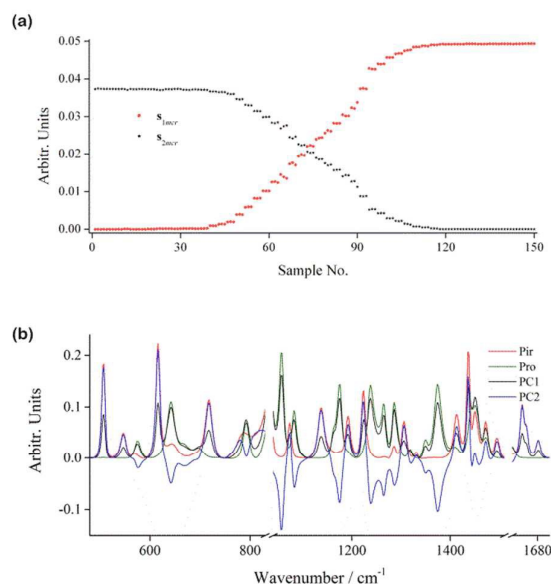 (a)
0.05
0.04
0.03
0.02
0.01
0.00
Arbitr. Units
s1mcr
s2mcr
0 30 60 90 120 150
Sample No.
(b)
0.2
0.1
0.0
-0.1
Arbitr. Units
Pir
Pro
PC1
PC2
600 800 1200 1400 1680
Wavenumber / cm-1